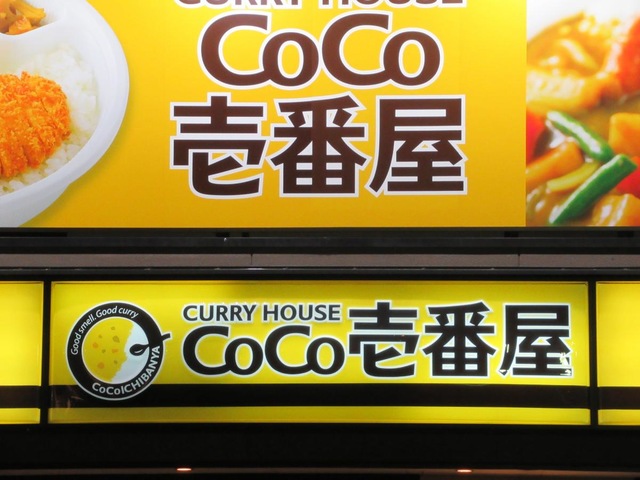 CURRY HOUSE
CoCo
壱番屋
Good smell, Good curry
CoCoICHIBANYA
CURRY HOUSE
CoCo壱番屋